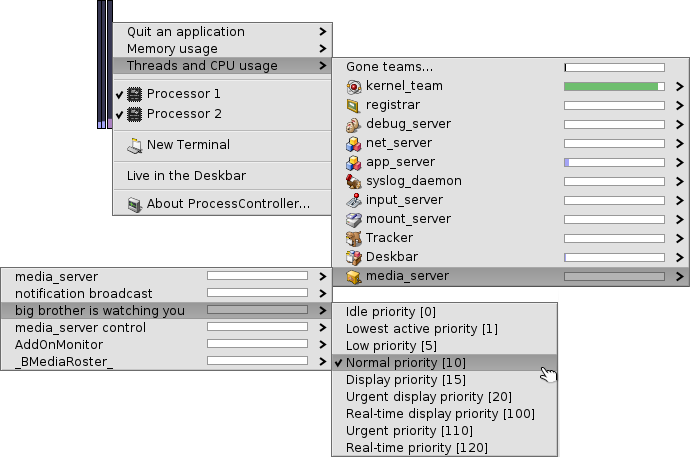 Quit an application
Memory usage
Threads and CPU usage
Processor 1
Processor 2
New Terminal
Live in the Deskbar
About ProcessController...
Gone teams...
kernel_team
registrar
debug_server
net_server
app_server
syslog_daemon
input_server
mount_server
Tracker
Deskbar
media_server
media_server
notification broadcast
big brother is watching you
media_server control
AddOnMonitor
_BMediaRoster_
Idle priority [0]
Lowest active priority [1]
Low priority [5]
Normal priority [10]
Display priority [15]
Urgent display priority [20]
Real-time display priority [100]
Urgent priority [110]
Real-time priority [120]